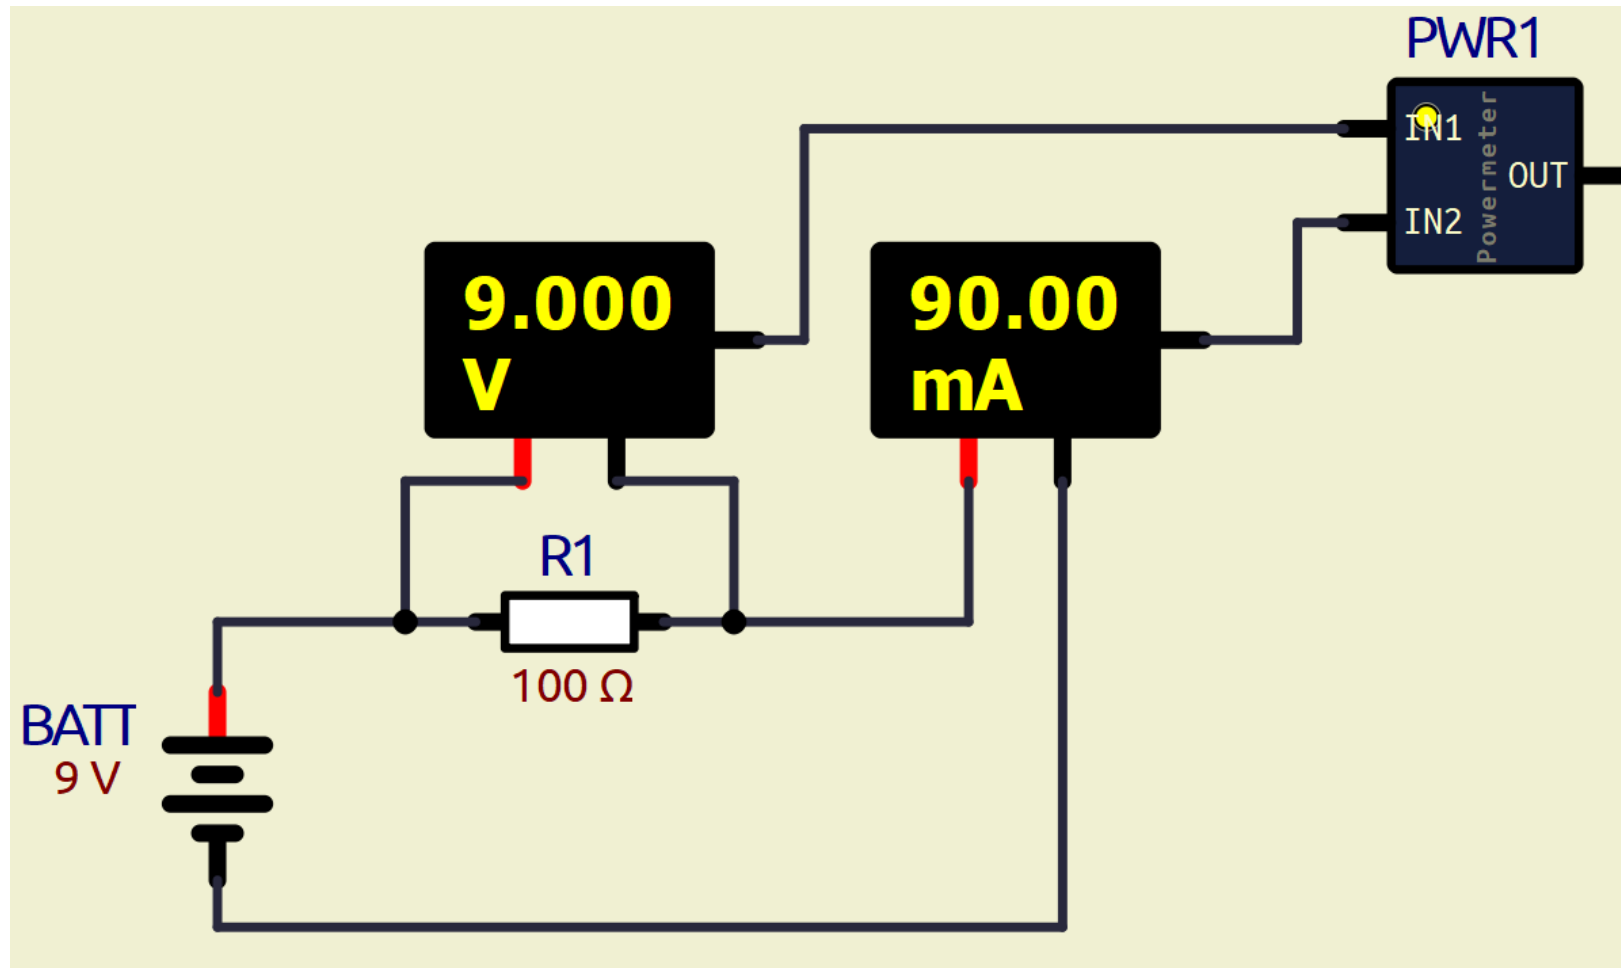 PWR1
IN1
Powermeter
OUT
IN2
9.000
V
90.00
mA
R1
100 Ω
BATT
9 V